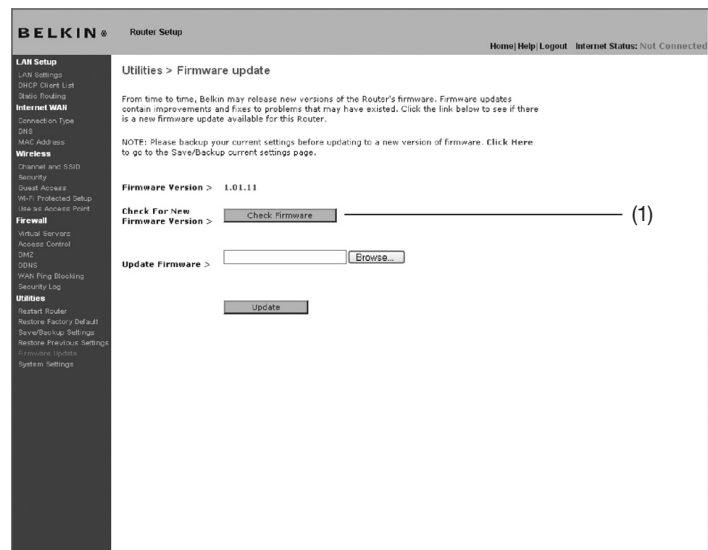 BELKIN
Router Setup
Home|Help|Logout Internet Status: Not Connected
LAN Setup
LAN Settings
DHCP Client List
Static Routing
Internet WAN
Connection Type
DNS
MAC Address
Wireless
Channel and SSID
Security
Guest Access
Wi-Fi Protected Setup
Use as Access Point
Firewall
Virtual Servers
Access Control
DMZ
DDNS
WAN Ping Blocking
Security Log
Utilities
Restart Router
Restore Factory Default
Save/Backup Settings
Restore Previous Settings
Firmware Update
System Settings
Utilities > Firmware update
From time to time, Belkin may release new versions of the Router's firmware. Firmware updates
contain improvements and fixes to problems that may have existed. Click the link below to see if there
is a new firmware update available for this Router.
NOTE: Please backup your current settings before updating to a new version of firmware. Click Here
to go to the Save/Backup current settings page.
Firmware Version > 1.01.11
Check For New
Firmware Version >
Check Firmware
(1)
Update Firmware >
Browse...
Update